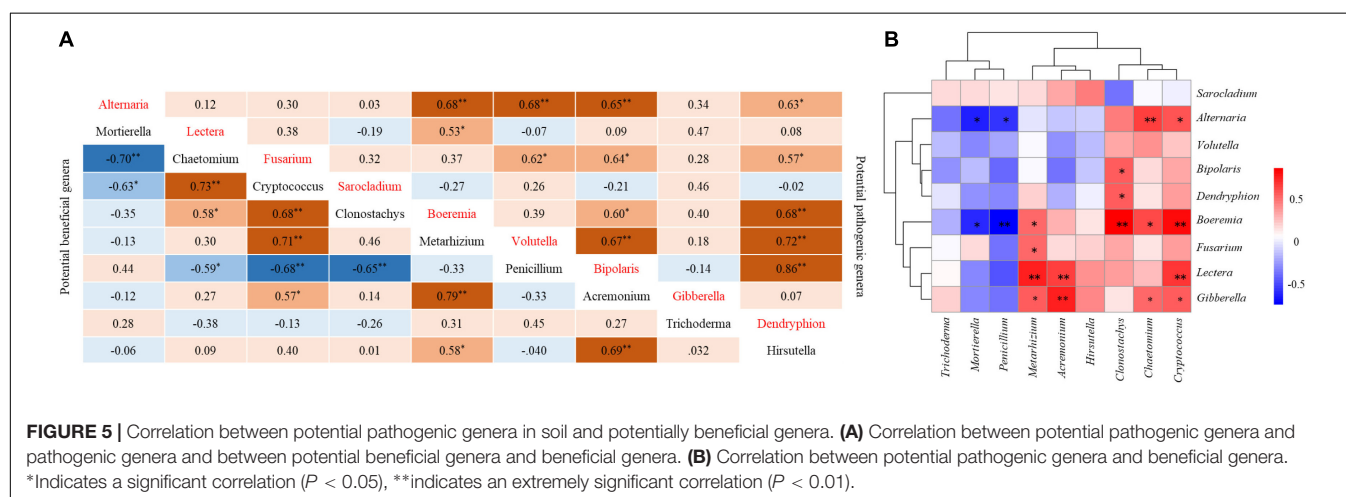 A
Potential beneficial genera
Alternaria 0.12 0.30 0.03 0.68** 0.68** 0.65** 0.34 0.63*
Mortierella Lectera 0.38 -0.19 0.53* -0.07 0.09 0.47 0.08
-0.70** Chaetomium Fusarium 0.32 0.37 0.62* 0.64* 0.28 0.57*
-0.63* 0.73** Cryptococcus Sarocladium -0.27 0.26 -0.21 0.46 -0.02
-0.35 0.58* 0.68** Clonostachys Boeremia 0.39 0.60* 0.40 0.68**
-0.13 0.30 0.71** 0.46 Metarhizium Volutella 0.67** 0.18 0.72**
0.44 -0.59* -0.68** -0.65** -0.33 Penicillium Bipolaris -0.14 0.86**
-0.12 0.27 0.57* 0.14 0.79** -0.33 Acremonium Gibberella 0.07
0.28 -0.38 -0.13 -0.26 0.31 0.45 0.27 Trichoderma Dendryphion
-0.06 0.09 0.40 0.01 0.58* -.040 0.69** .032 Hirsutella
Potential pathogenic genera
B
Sarocladium
* * ** * Alternaria
Volutella
* Bipolaris
* Dendryphion
* ** * ** * ** Boeremia
* Fusarium
** ** ** Lectera
* ** * * Gibberella
Trichoderma
Mortierella
Penicillium
Metarhizium
Acremonium
Hirsutella
Clonostachys
Chaetomium
Cryptococcus
0.5
0
-0.5
FIGURE 5 | Correlation between potential pathogenic genera in soil and potentially beneficial genera. (A) Correlation between potential pathogenic genera and
pathogenic genera and between potential beneficial genera and beneficial genera. (B) Correlation between potential pathogenic genera and beneficial genera.
*Indicates a significant correlation (P < 0.05), **indicates an extremely significant correlation (P < 0.01).